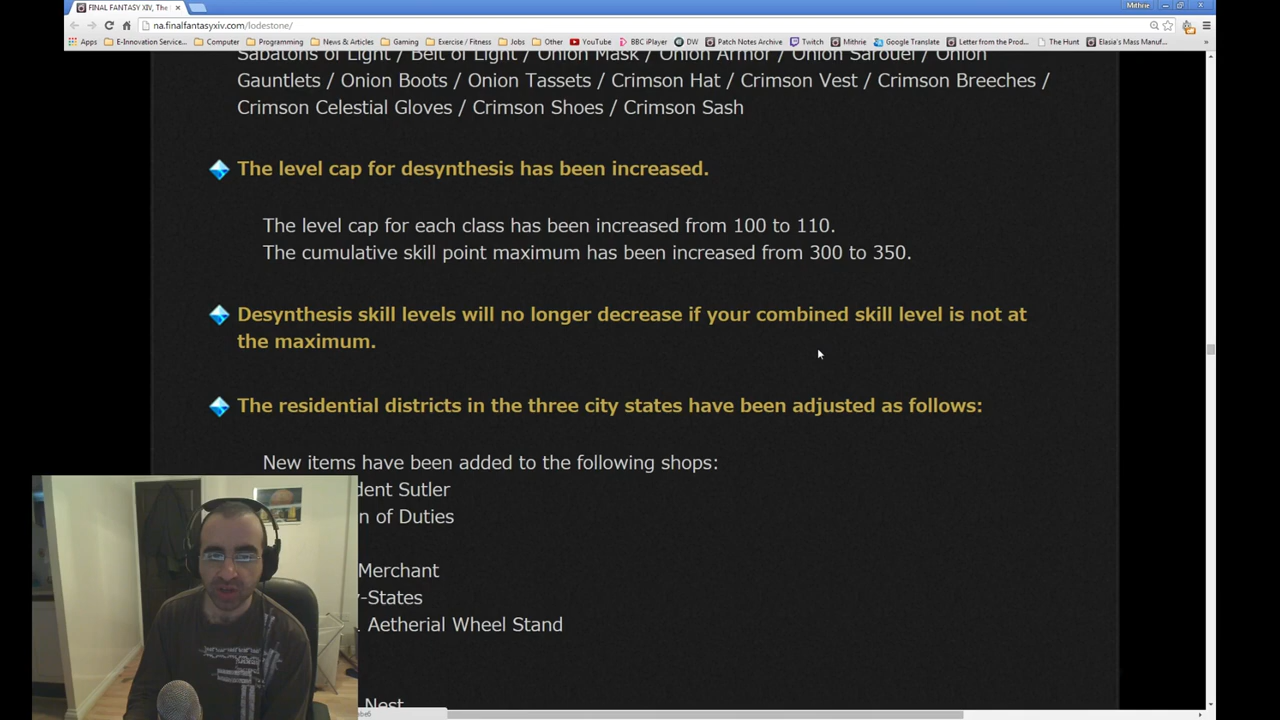 FINAL FANTASY XIV, The
Mithrie
na.finalfantasyxiv.com/lodestone/
Apps E-Innovation Service... Computer Programming News & Articles Gaming Exercise / Fitness Jobs Other YouTube BBC iPlayer DW Patch Notes Archive Twitch Mithrie Google Translate Letter from the Prod... The Hunt Elasia's Mass Manuf... »
Sabatons of Light / Belt of Light / Onion Mask / Onion Armor / Onion Sarouel / Onion
Gauntlets / Onion Boots / Onion Tassets / Crimson Hat / Crimson Vest / Crimson Breeches /
Crimson Celestial Gloves / Crimson Shoes / Crimson Sash
The level cap for desynthesis has been increased.
The level cap for each class has been increased from 100 to 110.
The cumulative skill point maximum has been increased from 300 to 350.
Desynthesis skill levels will no longer decrease if your combined skill level is not at
the maximum.
The residential districts in the three city states have been adjusted as follows:
New items have been added to the following shops:
dent Sutler
n of Duties
Merchant
y-States
Aetherial Wheel Stand
Nest